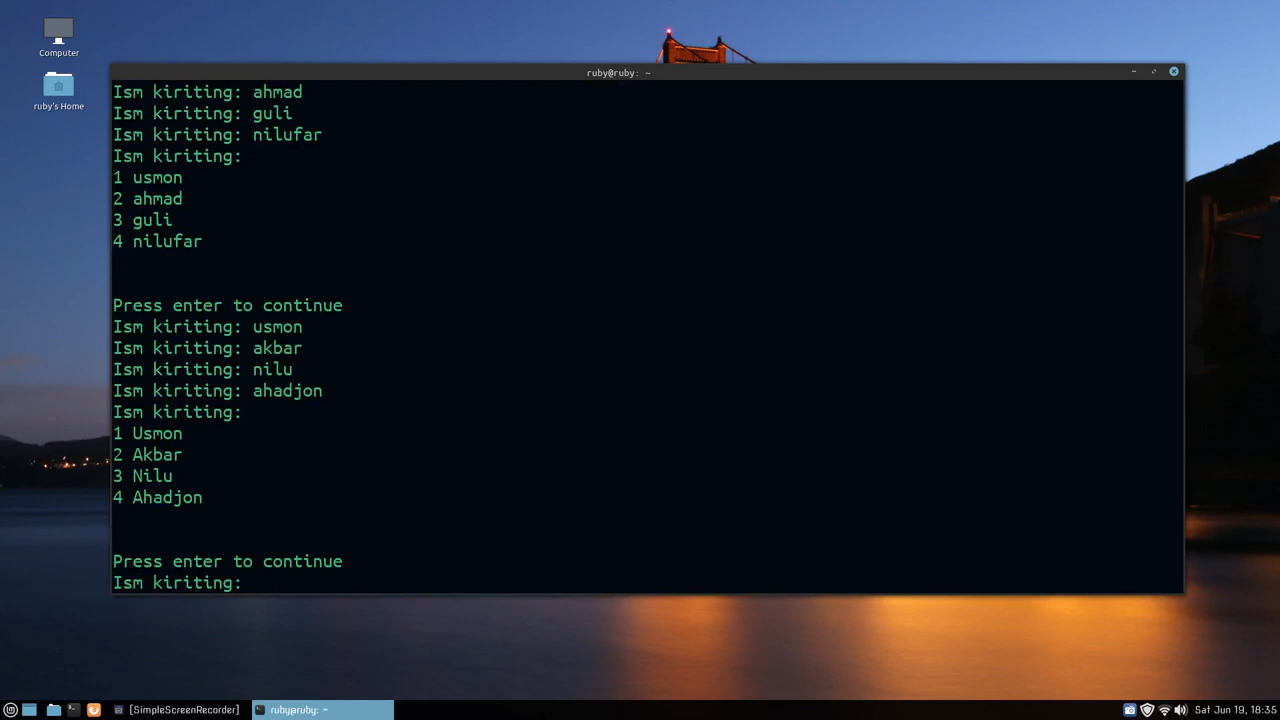 Computer
ruby's Home
ruby@ruby: ~
Ism kiriting: ahmad
Ism kiriting: guli
Ism kiriting: nilufar
Ism kiriting:
1 usmon
2 ahmad
3 guli
4 nilufar
Press enter to continue
Ism kiriting: usmon
Ism kiriting: akbar
Ism kiriting: nilu
Ism kiriting: ahadjon
Ism kiriting:
1 Usmon
2 Akbar
3 Nilu
4 Ahadjon
Press enter to continue
Ism kiriting:
[SimpleScreenRecorder]
ruby@ruby: ~
Sat Jun 19, 18:35